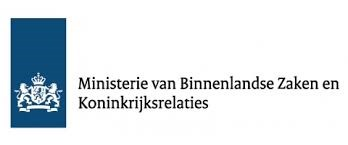 Ministerie van Binnenlandse Zaken en
Koninkrijksrelaties